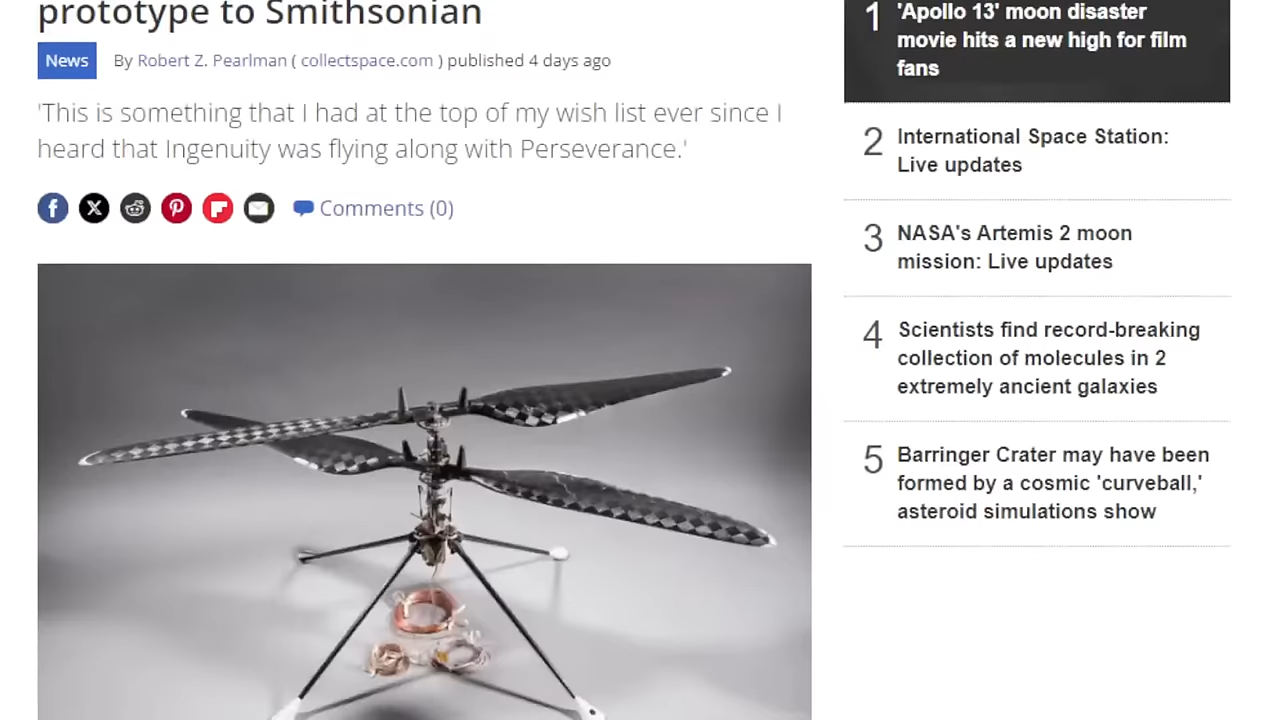 prototype to Smithsonian
News By Robert Z. Pearlman ( collectspace.com ) published 4 days ago
'This is something that I had at the top of my wish list ever since I
heard that Ingenuity was flying along with Perseverance.'
Comments (0)
1 'Apollo 13' moon disaster
movie hits a new high for film
fans
2 International Space Station:
Live updates
3 NASA's Artemis 2 moon
mission: Live updates
4 Scientists find record-breaking
collection of molecules in 2
extremely ancient galaxies
5 Barringer Crater may have been
formed by a cosmic 'curveball,'
asteroid simulations show